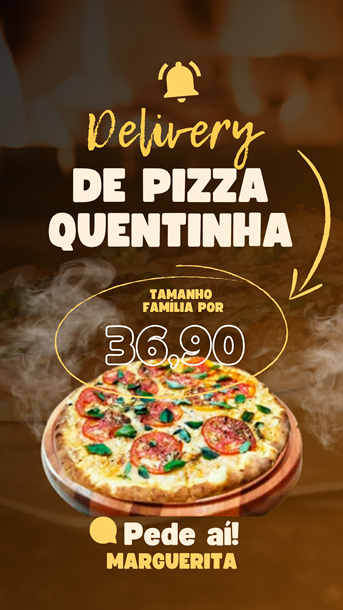 Delivery
DE PIZZA
QUENTINHA
TAMANHO
FAMÍLIA POR
36,90
Pede aí!
MARGUERITA